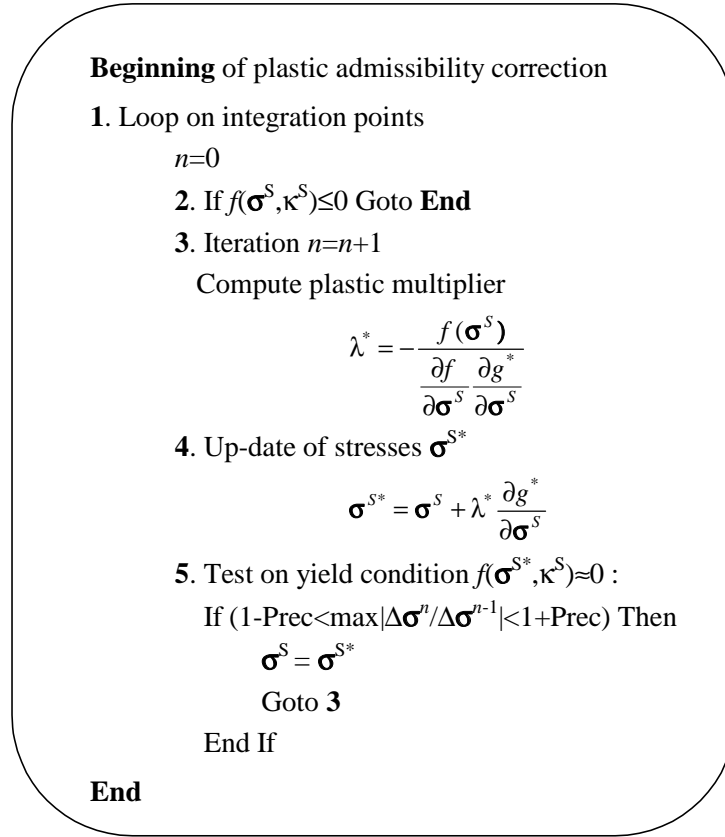 Beginning of plastic admissibility correction
1. Loop on integration points
n=0
2. If f(σ^S,κ^S)≤0 Goto End
3. Iteration n=n+1
Compute plastic multiplier
λ^* = - f(σ^S) / (∂f/∂σ^S ∂g^*/∂σ^S)
4. Up-date of stresses σ^S*
σ^S* = σ^S + λ^* ∂g^*/∂σ^S
5. Test on yield condition f(σ^S*,κ^S)≈0 :
If (1-Prec<max|Δσ^n/Δσ^n-1|<1+Prec) Then
σ^S = σ^S*
Goto 3
End If
End